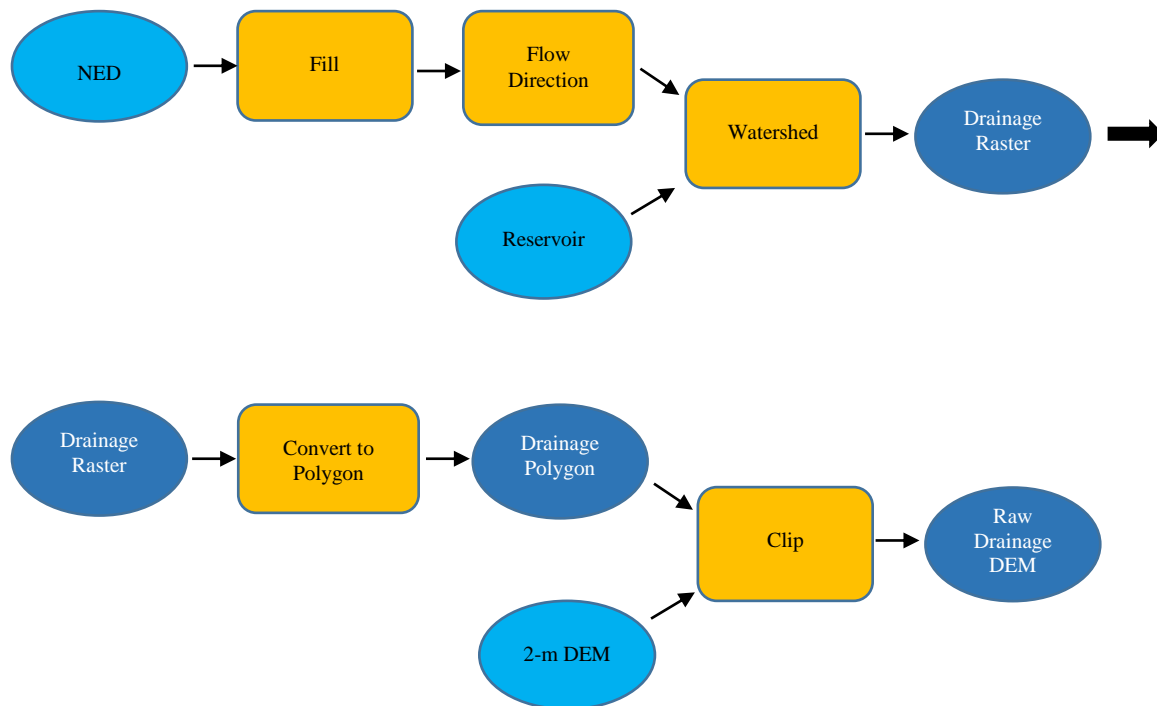 NED
Fill
Flow
Direction
Watershed
Drainage
Raster
Reservoir
Drainage
Raster
Convert to
Polygon
Drainage
Polygon
Clip
Raw
Drainage
DEM
2-m DEM